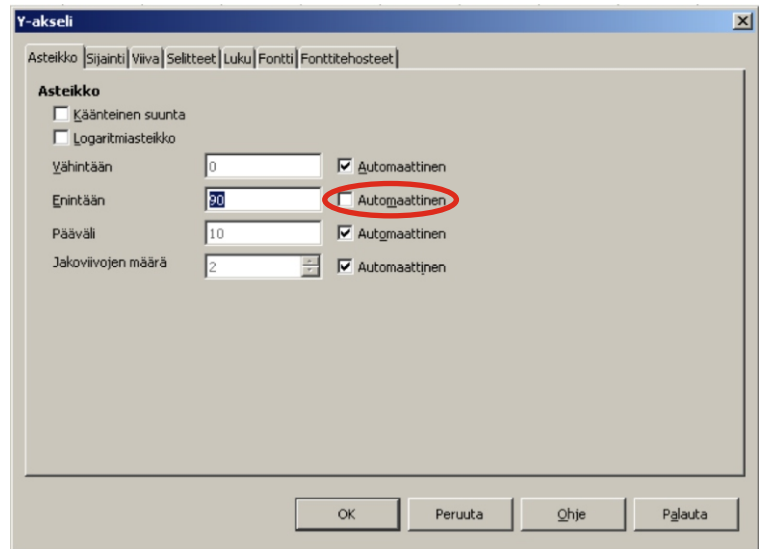 Y-akseli
Asteikko Sijainti Viiva Selitteet Luku Fontti Fonttitehosteet
Asteikko
Käänteinen suunta
Logaritmiasteikko
Vähintään 0 Automaattinen
Enintään 90 Automaattinen
Pääväli 10 Automaattinen
Jakoviivojen määrä 2 Automaattinen
OK Peruuta Ohje Palauta